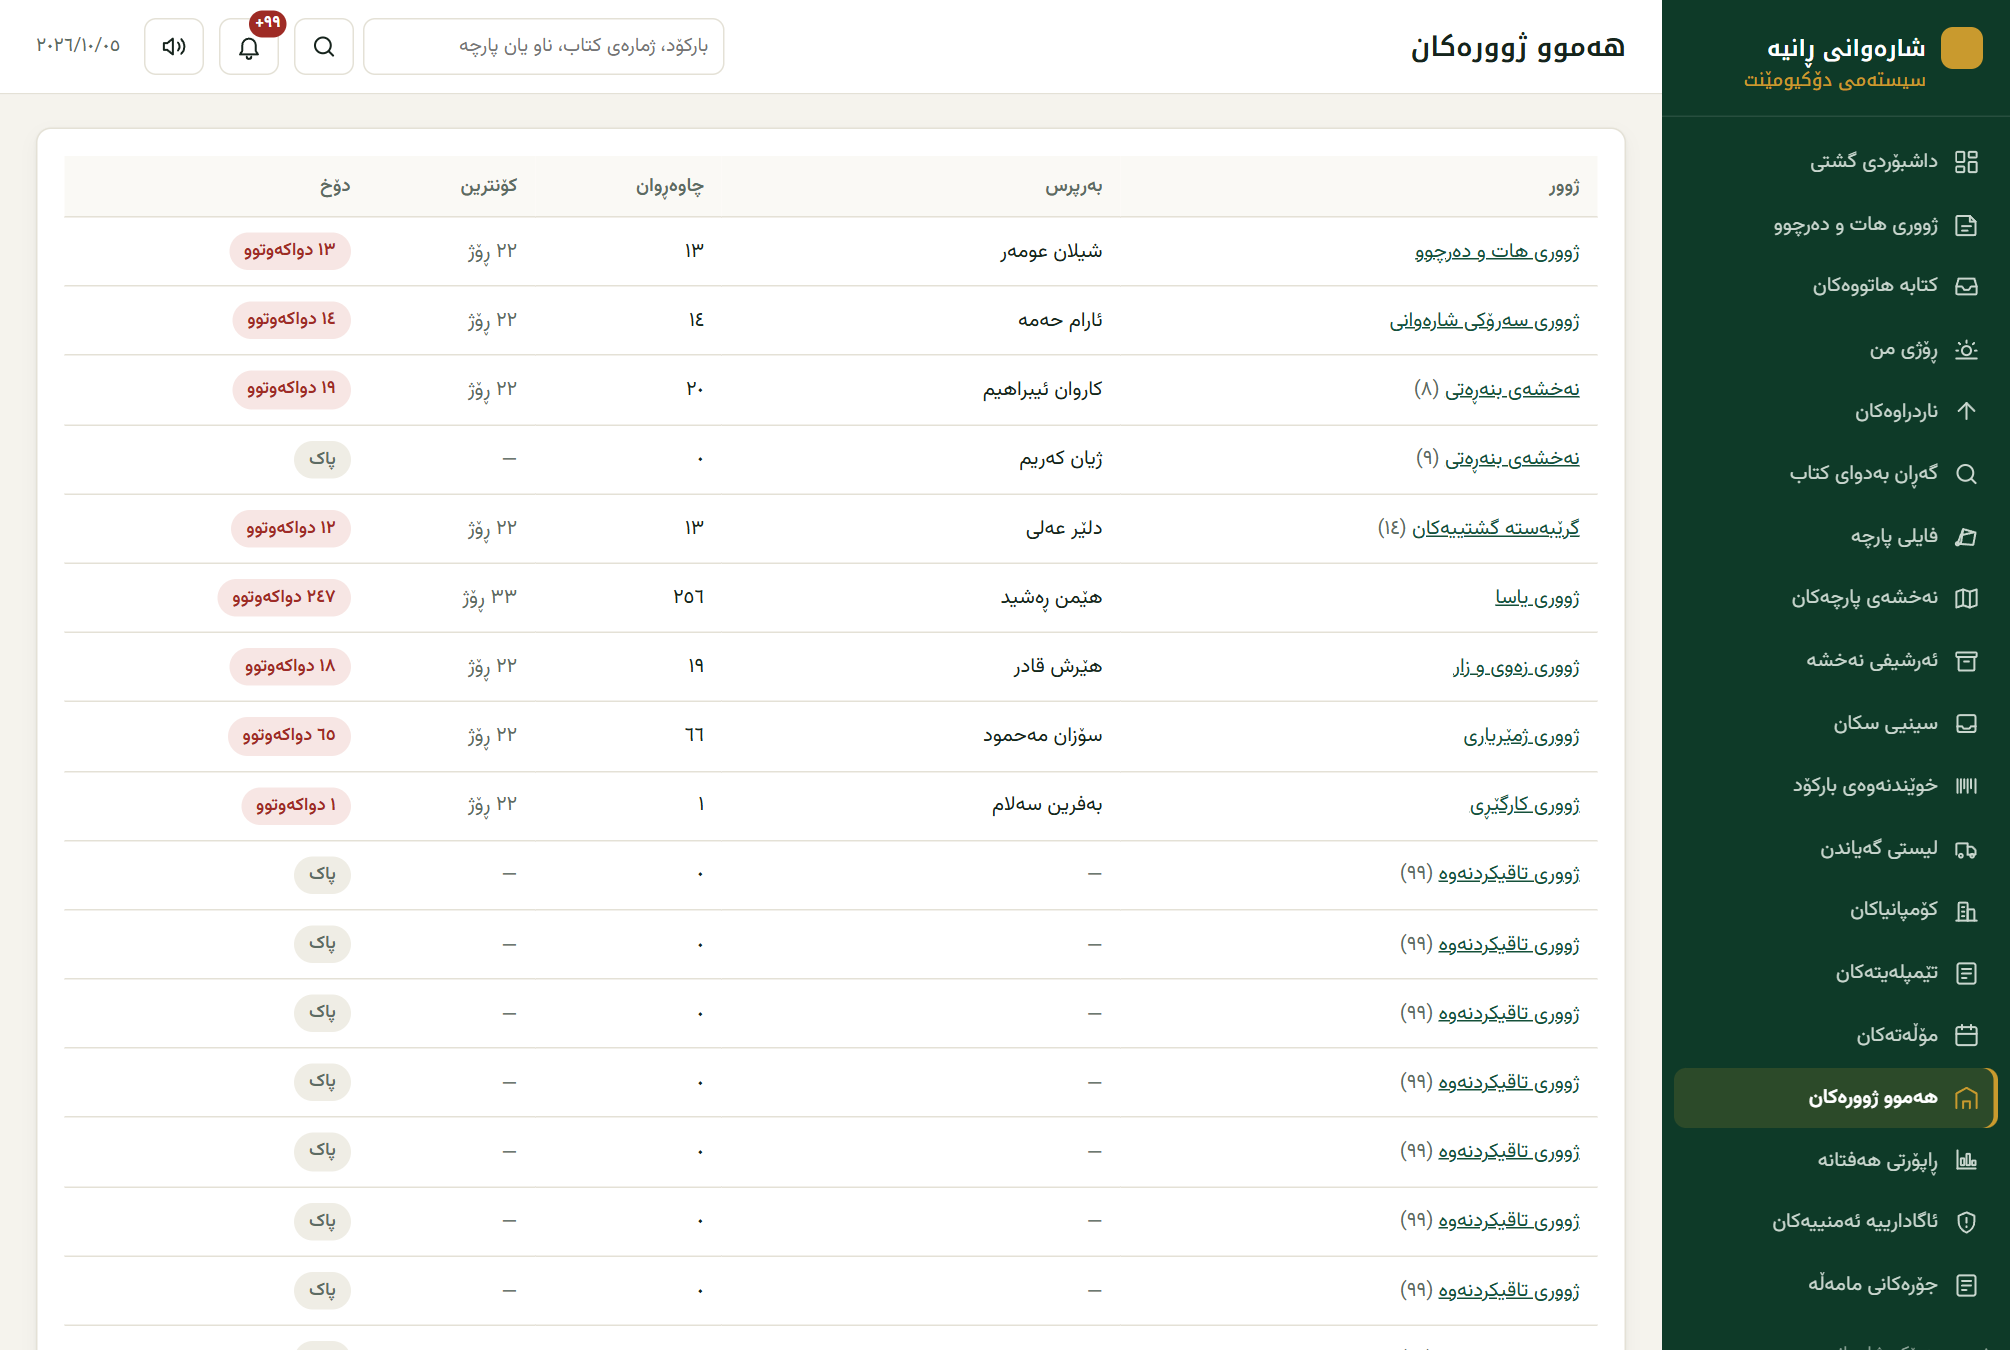 شارەوانی ڕانیە
سیستەمی دۆکیومێنت
داشبۆردی گشتی
ژووری هات و دەرچوو
کتابە هاتووەکان
ڕۆژی من
ناردراوەکان
گەڕان بەدوای کتاب
فایلی پارچە
نەخشەی پارچەکان
ئەرشیفی نەخشە
سینیی سکان
خوێندنەوەی بارکۆد
لیستی گەیاندن
کۆمپانیاکان
تێمپلەیتەکان
مۆڵەتەکان
هەموو ژوورەکان
ڕاپۆرتی هەفتانە
ئاگادارییە ئەمنییەکان
جۆرەکانی مامەڵە
هەموو ژوورەکان
بارکۆد، ژمارەی کتاب، ناو یان پارچە
+٩٩
٢٠٢٦/١٠/٠٥
ژوور بەرپرس چاوەڕوان کۆنترین دۆخ
ژووری هات و دەرچوو شیلان عومەر ١٣ ٢٢ ڕۆژ ١٣ دواکەوتوو
ژووری سەرۆکی شارەوانی ئارام حەمە ١٤ ٢٢ ڕۆژ ١٤ دواکەوتوو
نەخشەی بنەڕەتی (٨) کاروان ئیبراهیم ٢٠ ٢٢ ڕۆژ ١٩ دواکەوتوو
نەخشەی بنەڕەتی (٩) ژیان کەریم ٠ — پاک
گرێبەستە گشتییەکان (١٤) دلێر عەلی ١٣ ٢٢ ڕۆژ ١٢ دواکەوتوو
ژووری یاسا هێمن ڕەشید ٢٥٦ ٣٣ ڕۆژ ٢٤٧ دواکەوتوو
ژووری زەوی و زار هێرش قادر ١٩ ٢٢ ڕۆژ ١٨ دواکەوتوو
ژووری ژمێریاری سۆزان مەحمود ٦٦ ٢٢ ڕۆژ ٦٥ دواکەوتوو
ژووری کارگێڕی بەفرین سەلام ١ ٢٢ ڕۆژ ١ دواکەوتوو
ژووری تاقیکردنەوە (٩٩) — ٠ — پاک
ژووری تاقیکردنەوە (٩٩) — ٠ — پاک
ژووری تاقیکردنەوە (٩٩) — ٠ — پاک
ژووری تاقیکردنەوە (٩٩) — ٠ — پاک
ژووری تاقیکردنەوە (٩٩) — ٠ — پاک
ژووری تاقیکردنەوە (٩٩) — ٠ — پاک
ژووری تاقیکردنەوە (٩٩) — ٠ — پاک